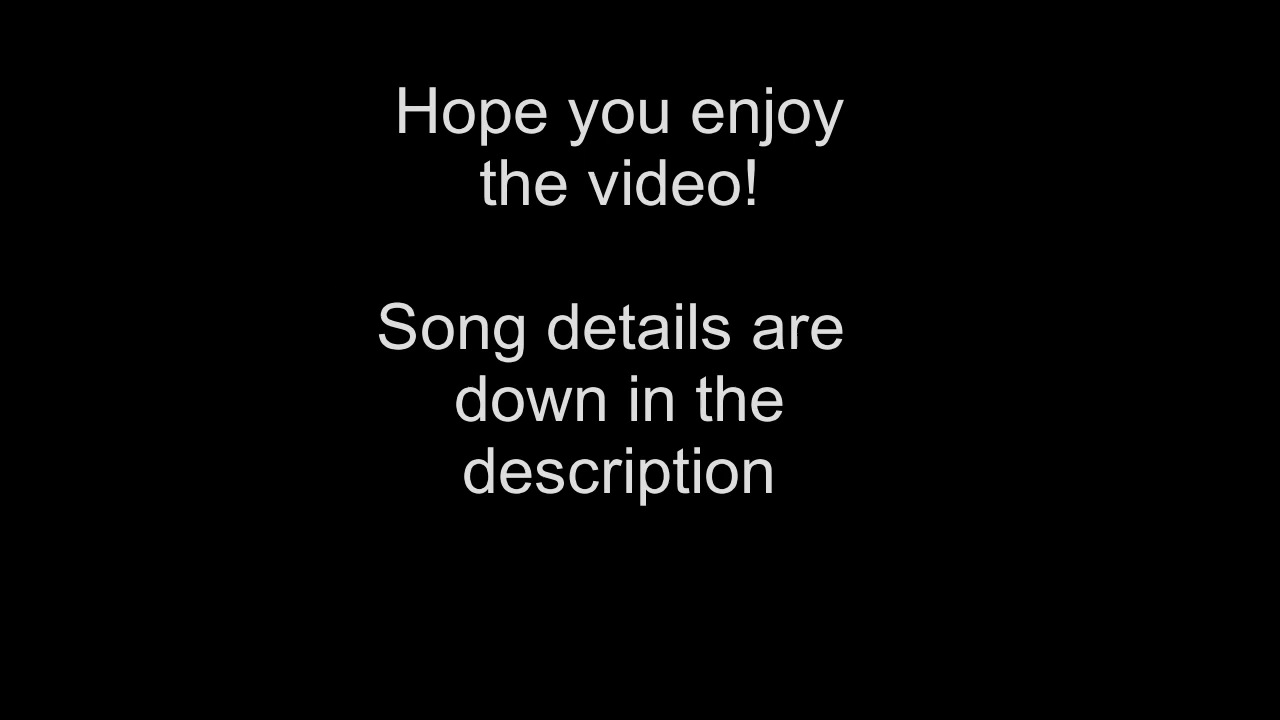 Hope you enjoy
the video!
Song details are
down in the
description